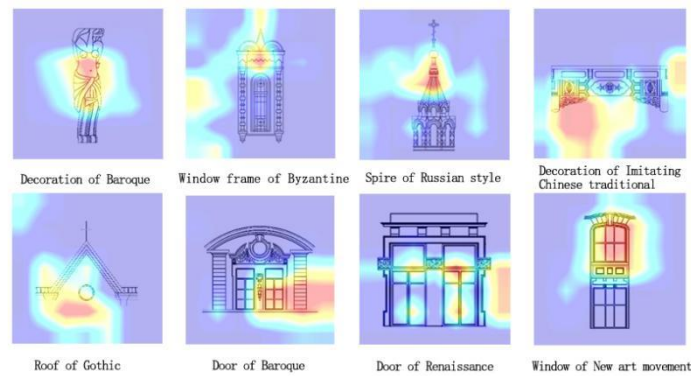 Decoration of Baroque
Window frame of Byzantine
Spire of Russian style
Decoration of Imitating
Chinese traditional
Roof of Gothic
Door of Baroque
Door of Renaissance
Window of New art movement